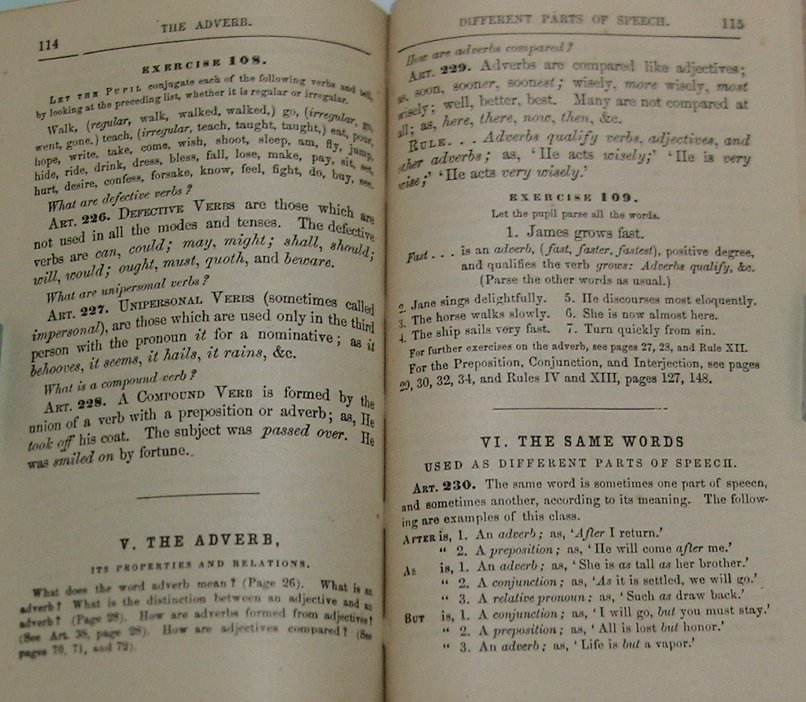 114 THE ADVERB.
EXERCISE 108.
LET THE PUPIL conjugate each of the following verbs and tell,
by looking at the preceding list, whether it is regular or irregular.
Walk, (regular, walk, walked, walked,) go, (irregular, go,
went, gone,) teach, (irregular, teach, taught, taught,) eat, pour,
hope, write, take, come, wish, shoot, sleep, am, fly, jump,
hide, ride, drink, dress, bless, fall, lose, make, pay, sit, set,
hurt, desire, confess, forsake, know, feel, fight, do, buy, see.
What are defective verbs?
ART. 226. DEFECTIVE VERBS are those which are
not used in all the modes and tenses. The defective
verbs are can, could; may, might; shall, should;
will, would; ought, must, quoth, and beware.
What are unipersonal verbs?
ART. 227. UNIPERSONAL VERBS (sometimes called
impersonal), are those which are used only in the third
person with the pronoun it for a nominative; as it
behooves, it seems, it hails, it rains, &c.
What is a compound verb?
ART. 228. A COMPOUND VERB is formed by the
union of a verb with a preposition or adverb; as, He
took off his coat. The subject was passed over. He
was smiled on by fortune.
V. THE ADVERB,
ITS PROPERTIES AND RELATIONS.
What does the word adverb mean? (Page 26). What is an
adverb? What is the distinction between an adjective and an
adverb? (Page 28). How are adverbs formed from adjectives?
(See Art. 38, page 28). How are adjectives compared? (See
pages 70, 71, and 72).
DIFFERENT PARTS OF SPEECH. 115
How are adverbs compared?
ART. 229. Adverbs are compared like adjectives;
as, soon, sooner, soonest; wisely, more wisely, most
wisely; well, better, best. Many are not compared at
all; as, here, there, now, then, &c.
RULE. . . Adverbs qualify verbs, adjectives, and
other adverbs; as, 'He acts wisely;' 'He is very
wise;' 'He acts very wisely.'
EXERCISE 109.
Let the pupil parse all the words.
1. James grows fast.
Fast . . . is an adverb, (fast, faster, fastest), positive degree,
and qualifies the verb grows: Adverbs qualify, &c.
(Parse the other words as usual.)
2. Jane sings delightfully. 5. He discourses most eloquently.
3. The horse walks slowly. 6. She is now almost here.
4. The ship sails very fast. 7. Turn quickly from sin.
For further exercises on the adverb, see pages 27, 28, and Rule XII.
For the Preposition, Conjunction, and Interjection, see pages
29, 30, 32, 34, and Rules IV and XIII, pages 127, 148.
VI. THE SAME WORDS
USED AS DIFFERENT PARTS OF SPEECH.
ART. 230. The same word is sometimes one part of speech,
and sometimes another, according to its meaning. The follow-
ing are examples of this class.
AFTER is, 1. An adverb; as, 'After I return.'
" 2. A preposition; as, 'He will come after me.'
AS is, 1. An adverb; as, 'She is as tall as her brother.'
" 2. A conjunction; as, 'As it is settled, we will go.'
" 3. A relative pronoun; as, 'Such as draw back.'
BUT is, 1. A conjunction; as, 'I will go, but you must stay.'
" 2. A preposition; as, 'All is lost but honor.'
" 3. An adverb; as, 'Life is but a vapor.'